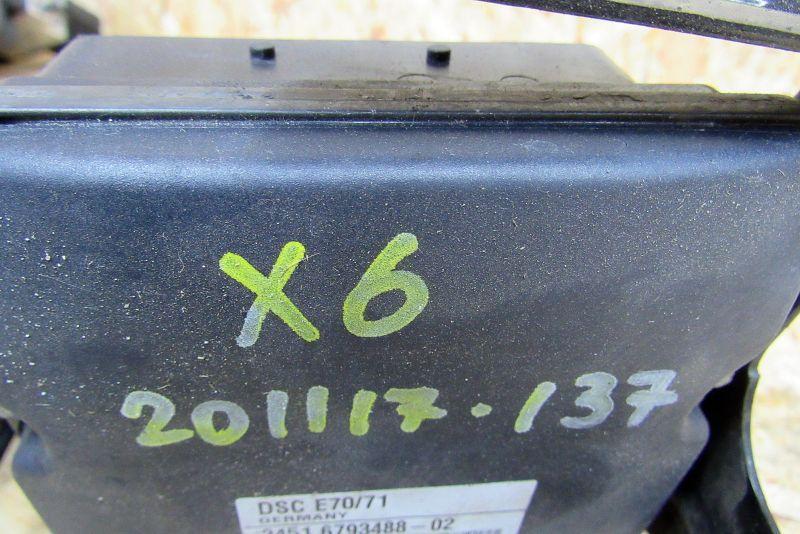 X6
201117.137
DSC E70/71
GERMANY
3451 6793488-02